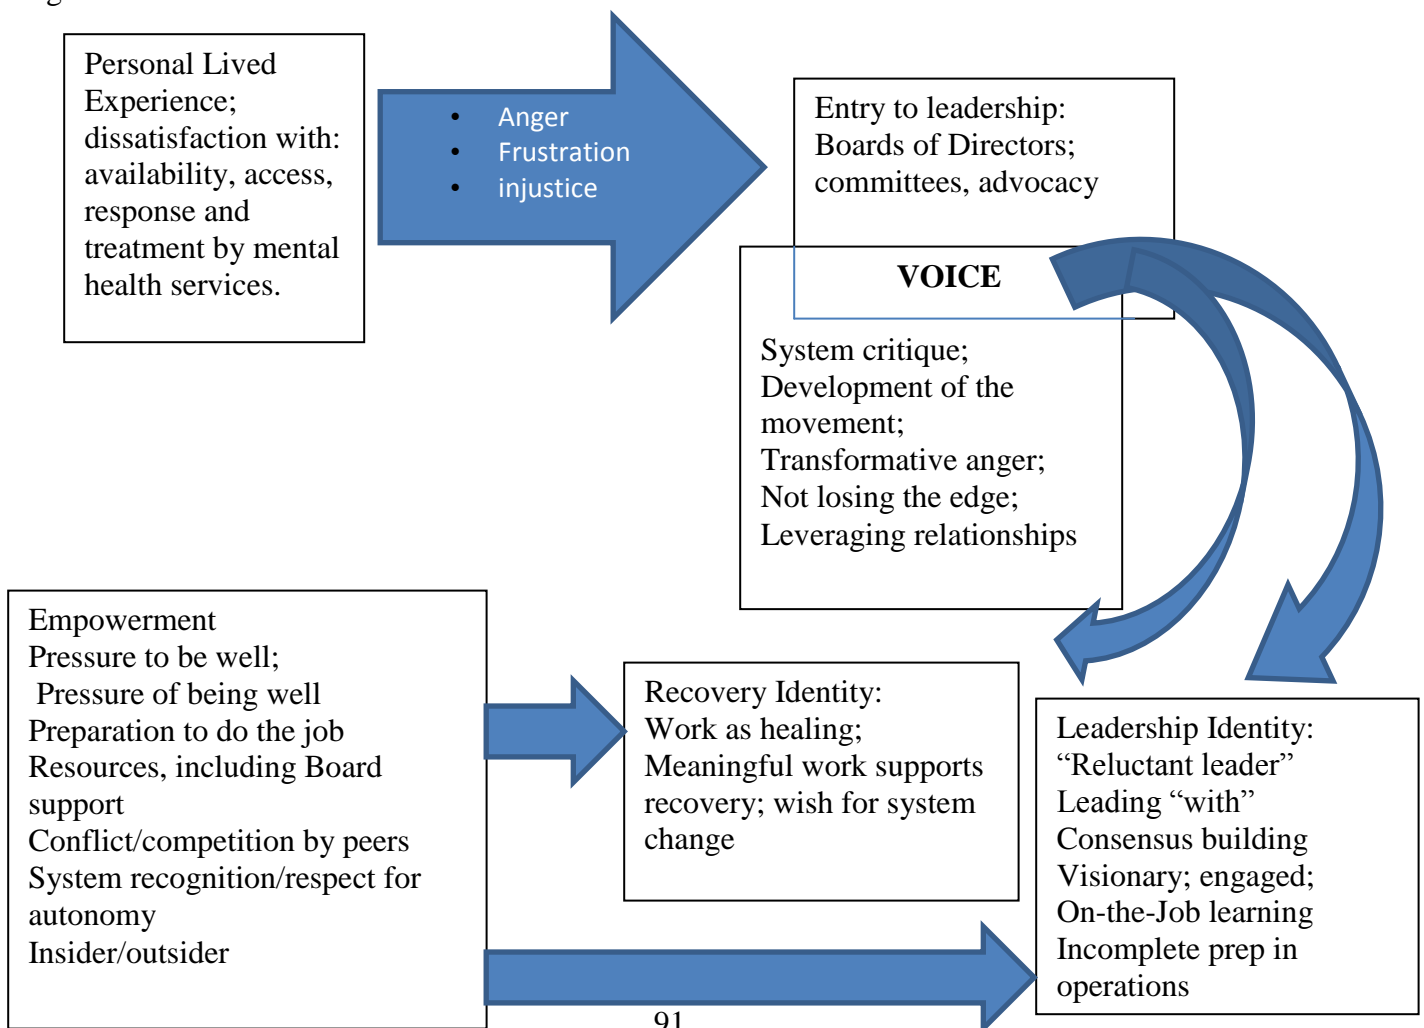 Personal Lived
Experience;
dissatisfaction with:
availability, access,
response and
treatment by mental
health services.
• Anger
• Frustration
• injustice
Entry to leadership:
Boards of Directors;
committees, advocacy
VOICE
System critique;
Development of the
movement;
Transformative anger;
Not losing the edge;
Leveraging relationships
Empowerment
Pressure to be well;
Pressure of being well
Preparation to do the job
Resources, including Board
support
Conflict/competition by peers
System recognition/respect for
autonomy
Insider/outsider
Recovery Identity:
Work as healing;
Meaningful work supports
recovery; wish for system
change
Leadership Identity:
“Reluctant leader”
Leading “with”
Consensus building
Visionary; engaged;
On-the-Job learning
Incomplete prep in
operations
91